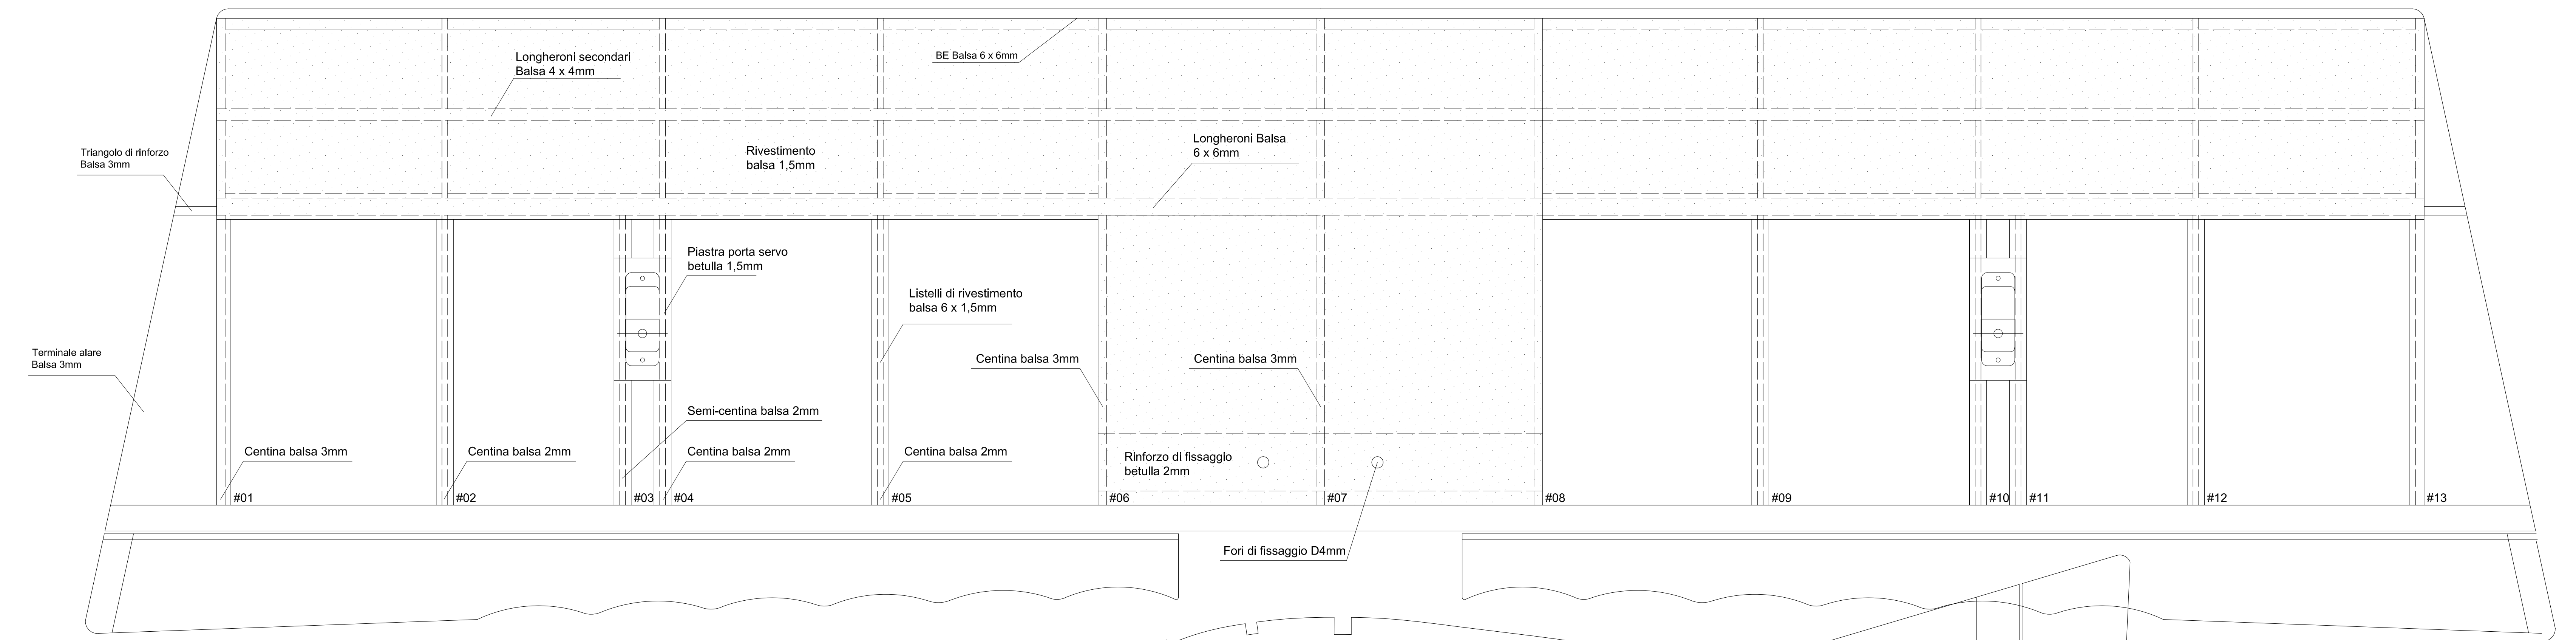 Longheroni secondari
Balsa 4 x 4mm
BE Balsa 6 x 6mm
Triangolo di rinforzo
Balsa 3mm
Rivestimento
balsa 1,5mm
Longheroni Balsa
6 x 6mm
Piastra porta servo
betulla 1,5mm
Listelli di rivestimento
balsa 6 x 1,5mm
Terminale alare
Balsa 3mm
Centina balsa 3mm
Centina balsa 3mm
Semi-centina balsa 2mm
Centina balsa 3mm
Centina balsa 2mm
Centina balsa 2mm
Centina balsa 2mm
Rinforzo di fissaggio
betulla 2mm
#01
#02
#03
#04
#05
#06
#07
#08
#09
#10
#11
#12
#13
Fori di fissaggio D4mm